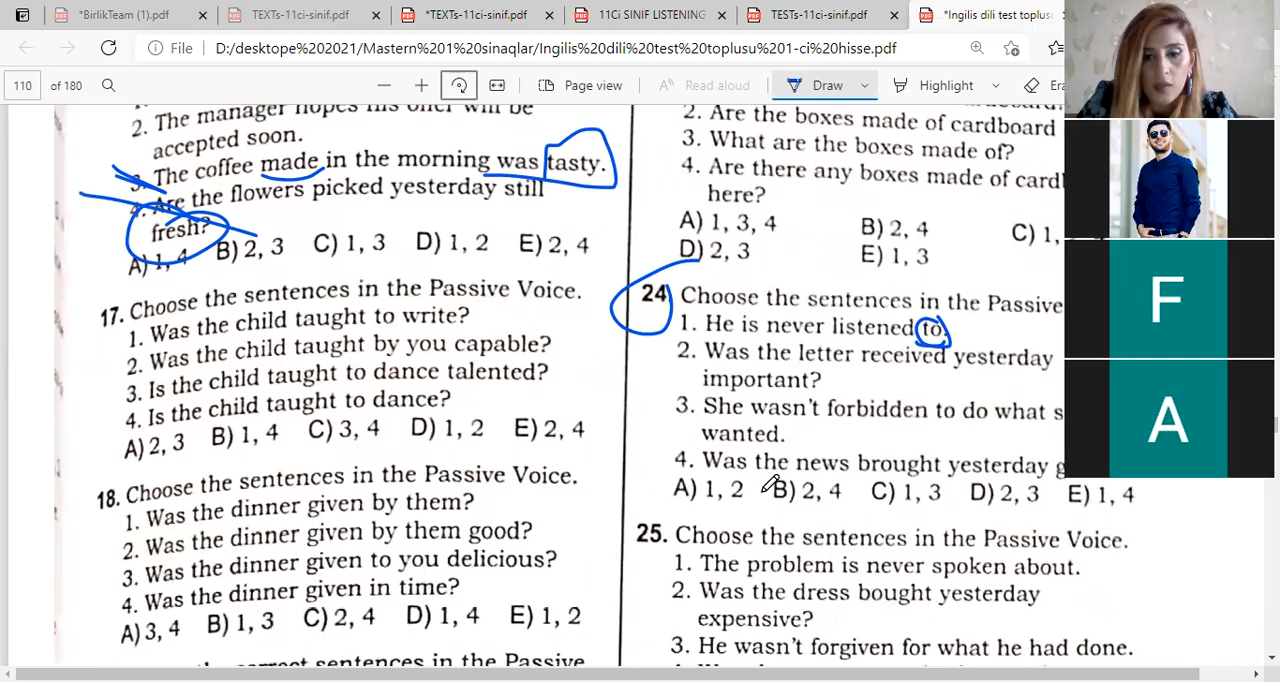 *BirlikTeam (1).pdf
TEXTs-11ci-sinif.pdf
*TEXTs-11ci-sinif.pdf
11Ci SINIF LISTENING
TESTs-11ci-sinif.pdf
*Ingilis dili test toplusu
File
D:/desktope%202021/Mastern%201%20sinaqlar/Ingilis%20dili%20test%20toplusu%201-ci%20hisse.pdf
110 of 180
Page view
Read aloud
Draw
Highlight
Era
2. The manager hopes his offer will be
accepted soon.
3. The coffee made in the morning was tasty.
4. Are the flowers picked yesterday still
fresh?
A) 1, 4 B) 2, 3 C) 1, 3 D) 1, 2 E) 2, 4
17. Choose the sentences in the Passive Voice.
1. Was the child taught to write?
2. Was the child taught by you capable?
3. Is the child taught to dance talented?
4. Is the child taught to dance?
A) 2, 3 B) 1, 4 C) 3, 4 D) 1, 2 E) 2, 4
18. Choose the sentences in the Passive Voice.
1. Was the dinner given by them?
2. Was the dinner given by them good?
3. Was the dinner given to you delicious?
4. Was the dinner given in time?
A) 3, 4 B) 1, 3 C) 2, 4 D) 1, 4 E) 1, 2
sentences in the Passive
2. Are the boxes made of cardboard
3. What are the boxes made of?
4. Are there any boxes made of card
here?
A) 1, 3, 4 B) 2, 4 C) 1,
D) 2, 3 E) 1, 3
24 Choose the sentences in the Passive
1. He is never listened to.
2. Was the letter received yesterday
important?
3. She wasn't forbidden to do what s
wanted.
4. Was the news brought yesterday g
A) 1, 2 B) 2, 4 C) 1, 3 D) 2, 3 E) 1, 4
25. Choose the sentences in the Passive Voice.
1. The problem is never spoken about.
2. Was the dress bought yesterday
expensive?
3. He wasn't forgiven for what he had done.
F
A